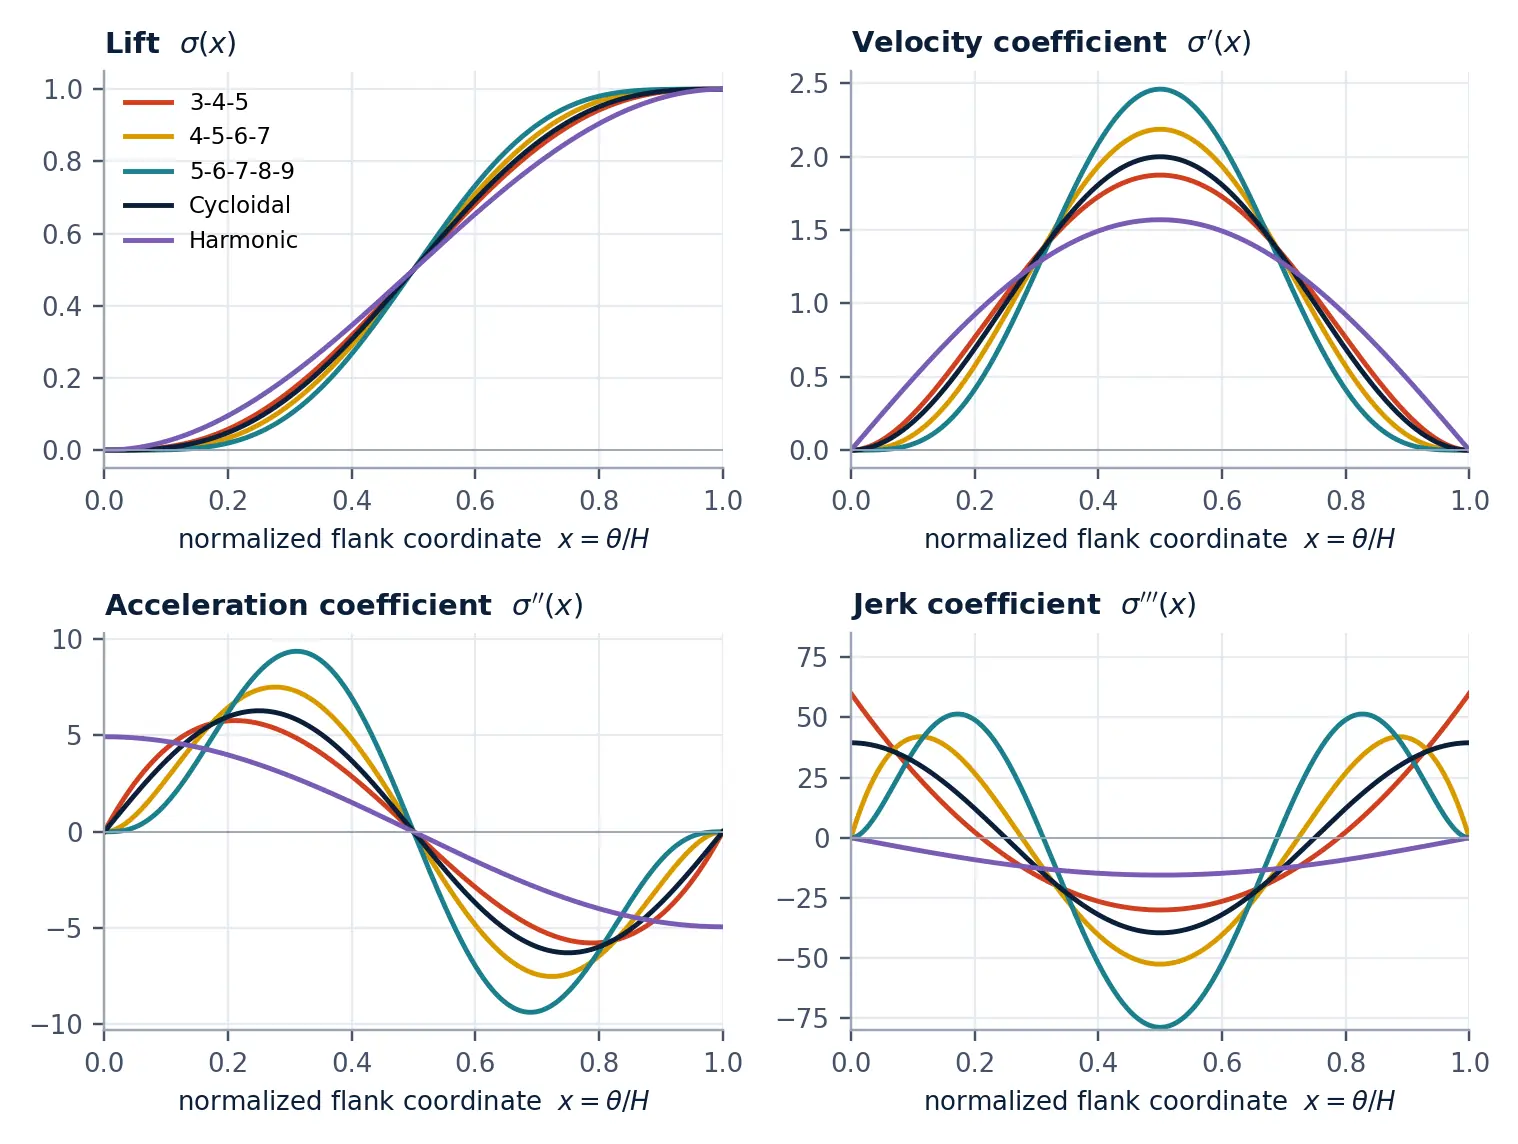 Lift σ(x)
1.0
0.8
0.6
0.4
0.2
0.0
3-4-5
4-5-6-7
5-6-7-8-9
Cycloidal
Harmonic
0.0 0.2 0.4 0.6 0.8 1.0
normalized flank coordinate x = θ/H
Velocity coefficient σ′(x)
2.5
2.0
1.5
1.0
0.5
0.0
0.0 0.2 0.4 0.6 0.8 1.0
normalized flank coordinate x = θ/H
Acceleration coefficient σ′′(x)
10
5
0
−5
−10
0.0 0.2 0.4 0.6 0.8 1.0
normalized flank coordinate x = θ/H
Jerk coefficient σ′′′(x)
75
50
25
0
−25
−50
−75
0.0 0.2 0.4 0.6 0.8 1.0
normalized flank coordinate x = θ/H